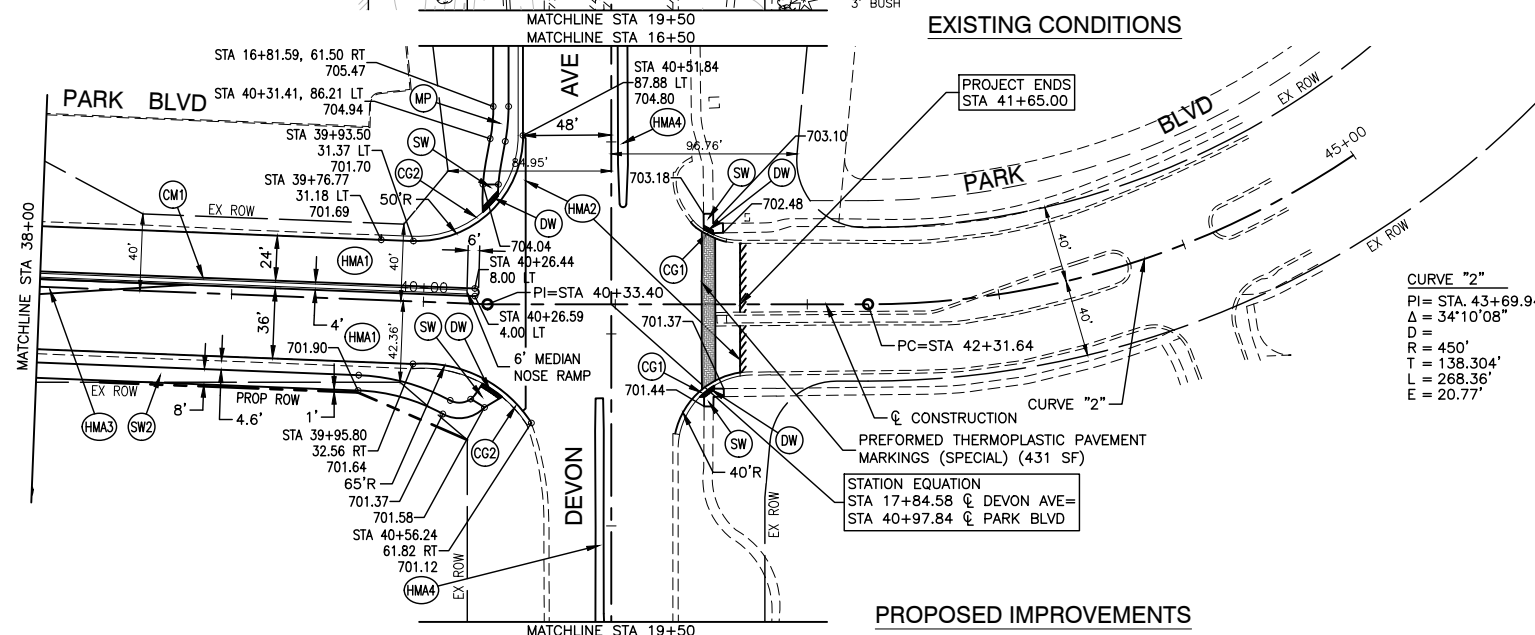 3' BUSH
MATCHLINE STA 19+50
MATCHLINE STA 16+50
EXISTING CONDITIONS
STA 16+81.59, 61.50 RT
705.47
STA 40+31.41, 86.21 LT
704.94
STA 39+93.50
31.37 LT
701.70
STA 39+76.77
31.18 LT
701.69
PARK BLVD
MP
SW
CG2
50'R
AVE
48'
84.95'
STA 40+51.84
87.88 LT
704.80
HMA4
96.76'
703.10
703.18
SW
DW
702.48
PROJECT ENDS
STA 41+65.00
PARK BLVD
EX ROW
45+00
CM1
EX ROW
40'
24'
HMA1
40'
6'
DW
HMA2
704.04
STA 40+26.44
8.00 LT
CG1
40'
EX ROW
MATCHLINE STA 38+00
40+00
PI=STA 40+33.40
STA 40+26.59
4.00 LT
36'
4'
HMA1
42.36'
SW
DW
701.90
6' MEDIAN
NOSE RAMP
701.37
CG1
701.44
PC=STA 42+31.64
40'
CURVE "2"
PI= STA. 43+69.94
Δ = 34°10'08"
D =
R = 450'
T = 138.304'
L = 268.36'
E = 20.77'
EX ROW
PROP ROW
HMA3
SW2
8'
4.6'
1'
STA 39+95.80
32.56 RT
701.64
65'R
701.37
701.58
STA 40+56.24
61.82 RT
701.12
HMA4
CG2
EX ROW
DEVON
SW
DW
40'R
EX ROW
CURVE "2"
℄ CONSTRUCTION
PREFORMED THERMOPLASTIC PAVEMENT
MARKINGS (SPECIAL) (431 SF)
STATION EQUATION
STA 17+84.58 ℄ DEVON AVE=
STA 40+97.84 ℄ PARK BLVD
PROPOSED IMPROVEMENTS
MATCHLINE STA 19+50